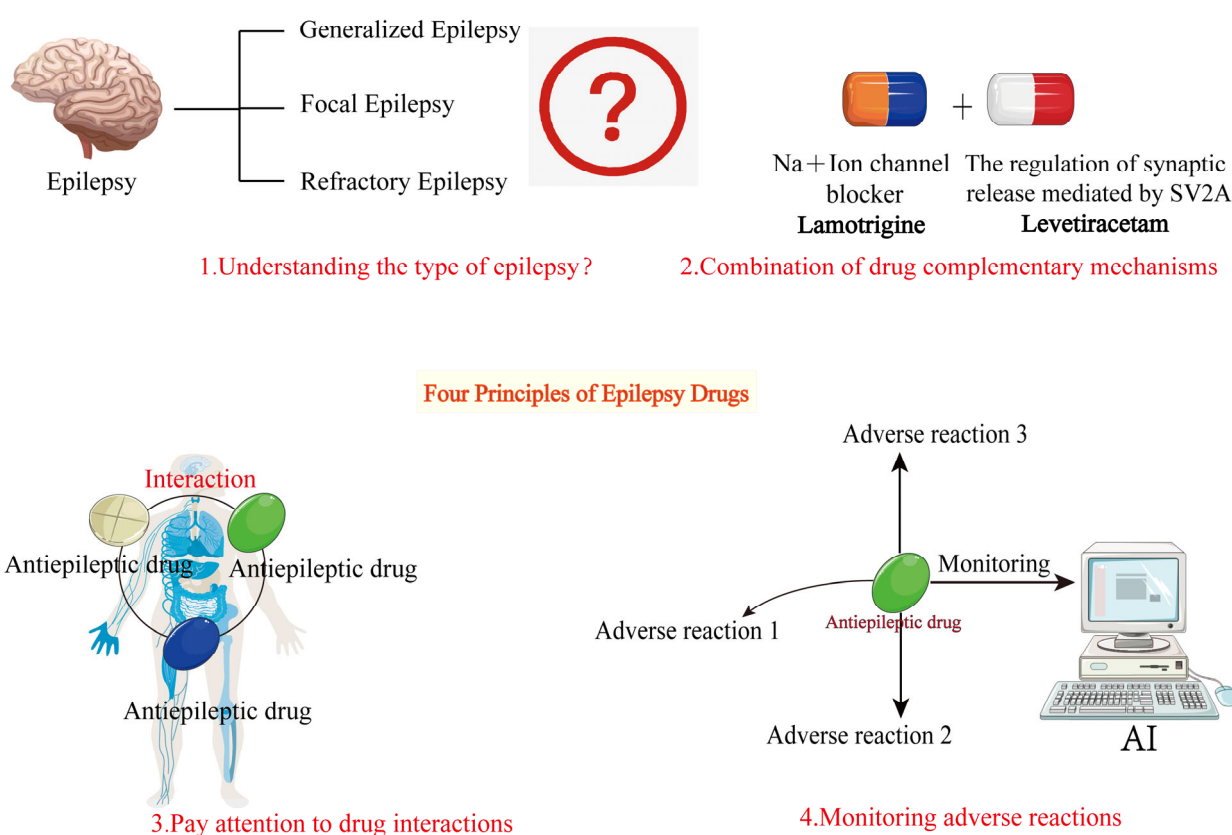 Generalized Epilepsy
Focal Epilepsy
Refractory Epilepsy
Epilepsy
?
1.Understanding the type of epilepsy?
+
Na+Ion channel
blocker
Lamotrigine
The regulation of synaptic
release mediated by SV2A
Levetiracetam
2.Combination of drug complementary mechanisms
Four Principles of Epilepsy Drugs
Interaction
Antiepileptic drug
Antiepileptic drug
Antiepileptic drug
3.Pay attention to drug interactions
Adverse reaction 3
Monitoring
Antiepileptic drug
Adverse reaction 1
Adverse reaction 2
AI
4.Monitoring adverse reactions